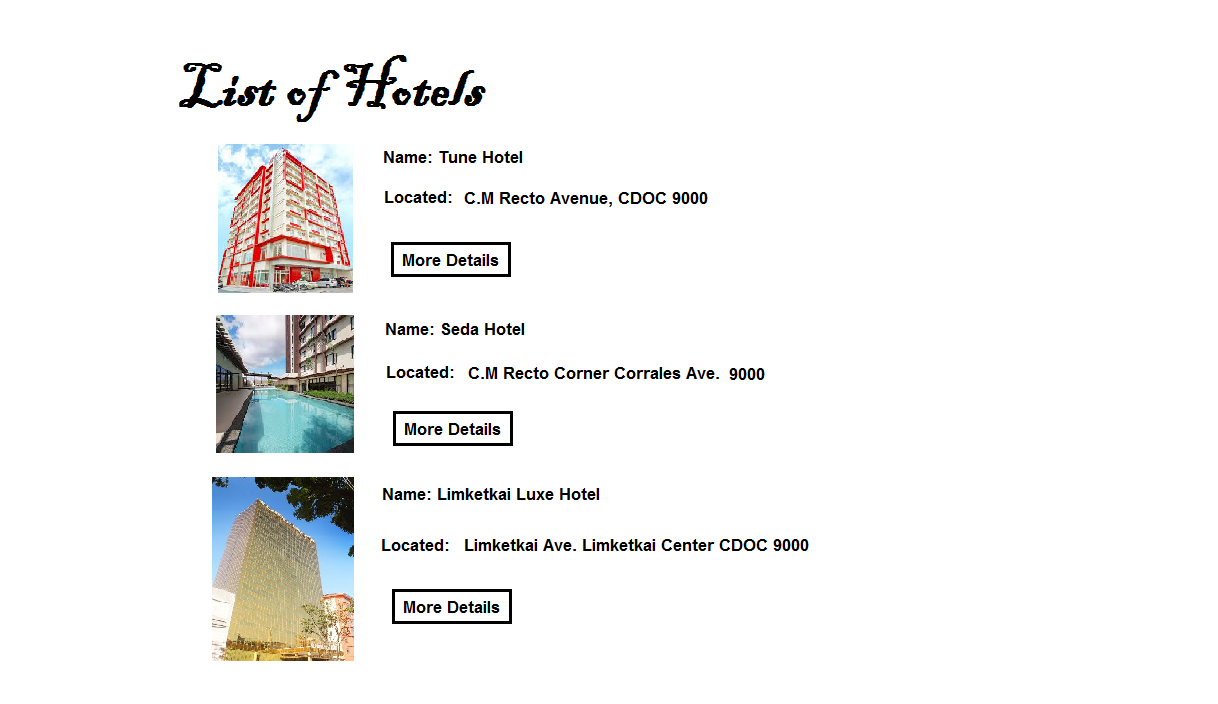 List of Hotels
Name: Tune Hotel
Located: C.M Recto Avenue, CDOC 9000
More Details
Name: Seda Hotel
Located: C.M Recto Corner Corrales Ave. 9000
More Details
Name: Limketkai Luxe Hotel
Located: Limketkai Ave. Limketkai Center CDOC 9000
More Details